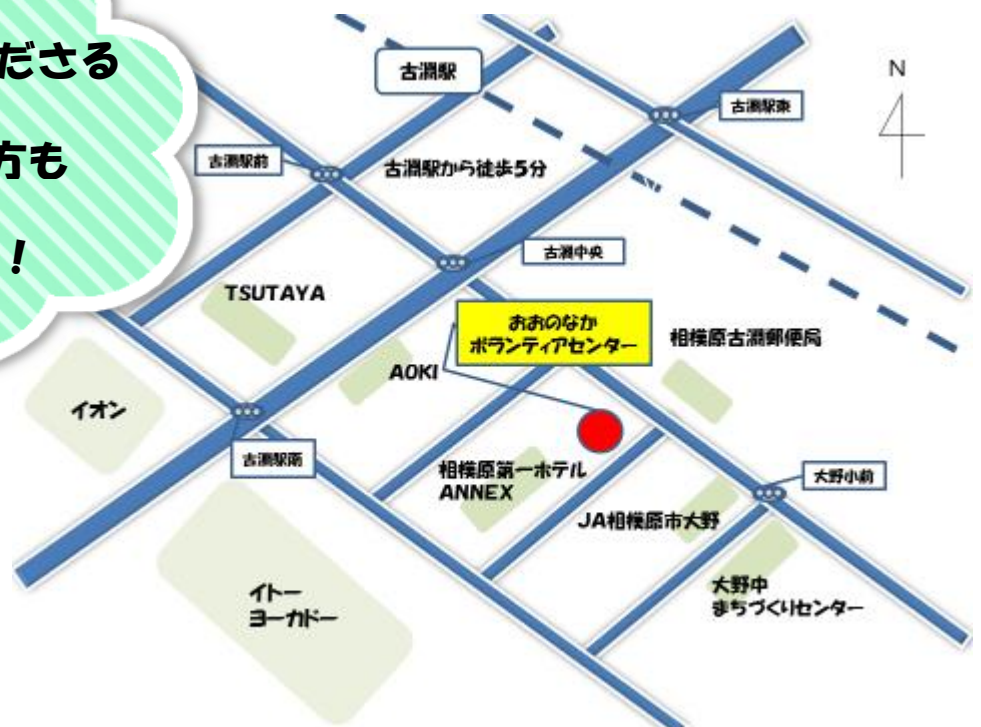 ださる
方も
！
N
古淵駅
古淵駅東
古淵駅前
古淵駅から徒歩5分
古淵中央
TSUTAYA
おおのなか
ボランティアセンター
相模原古淵郵便局
AOKI
イオン
古淵駅南
相模原第一ホテル
ANNEX
大野小前
JA相模原市大野
イトー
ヨーカドー
大野中
まちづくりセンター